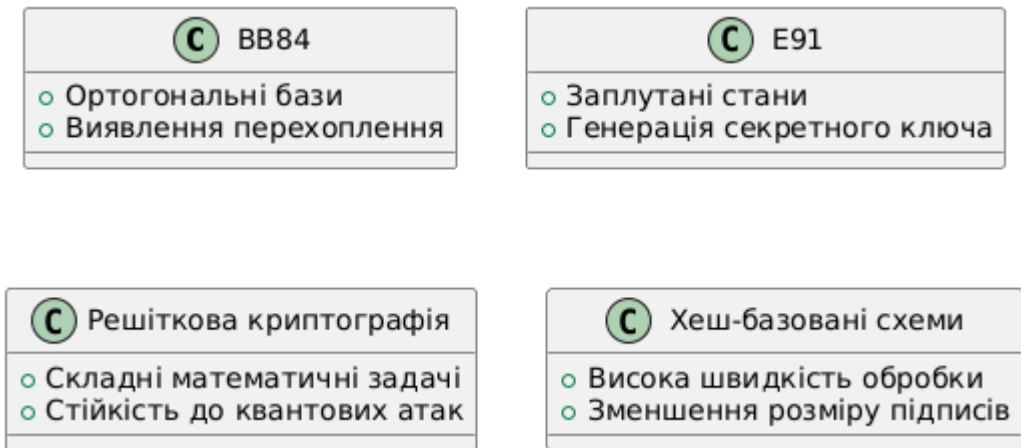 C BB84
Ортогональні бази
Виявлення перехоплення
C E91
Заплутані стани
Генерація секретного ключа
C Решіткова криптографія
Складні математичні задачі
Стійкість до квантових атак
C Хеш-базовані схеми
Висока швидкість обробки
Зменшення розміру підписів